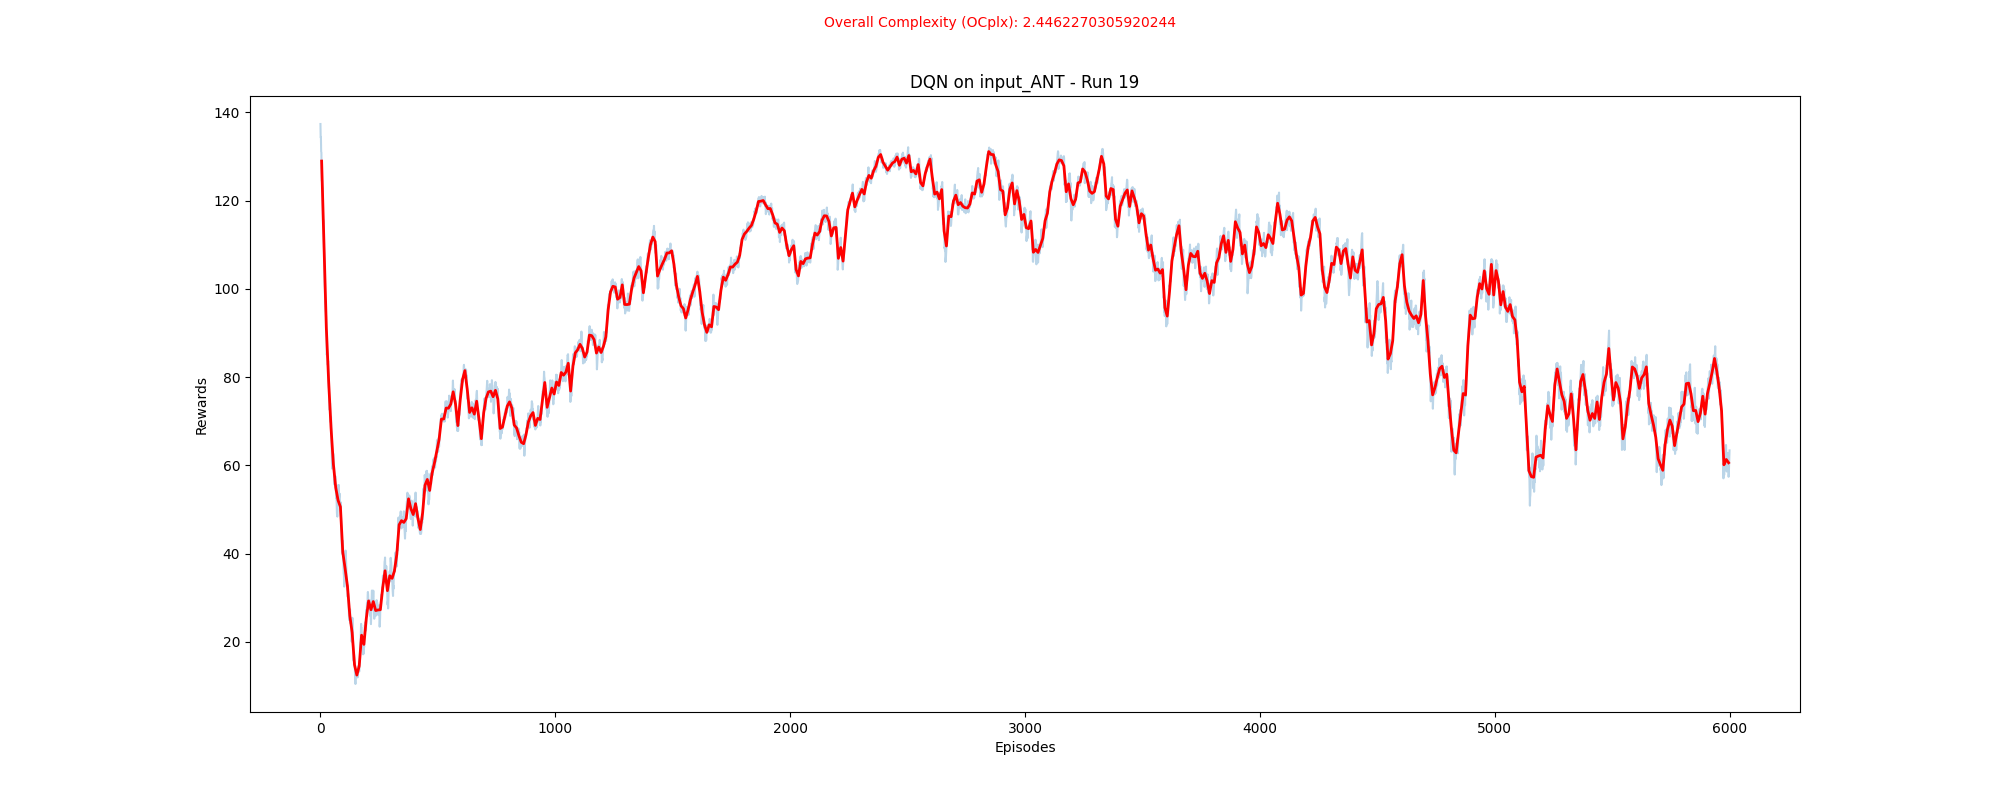 Overall Complexity (OCplx): 2.4462270305920244
DQN on input_ANT - Run 19
140
120
100
80
60
40
20
Rewards
0 1000 2000 3000 4000 5000 6000
Episodes